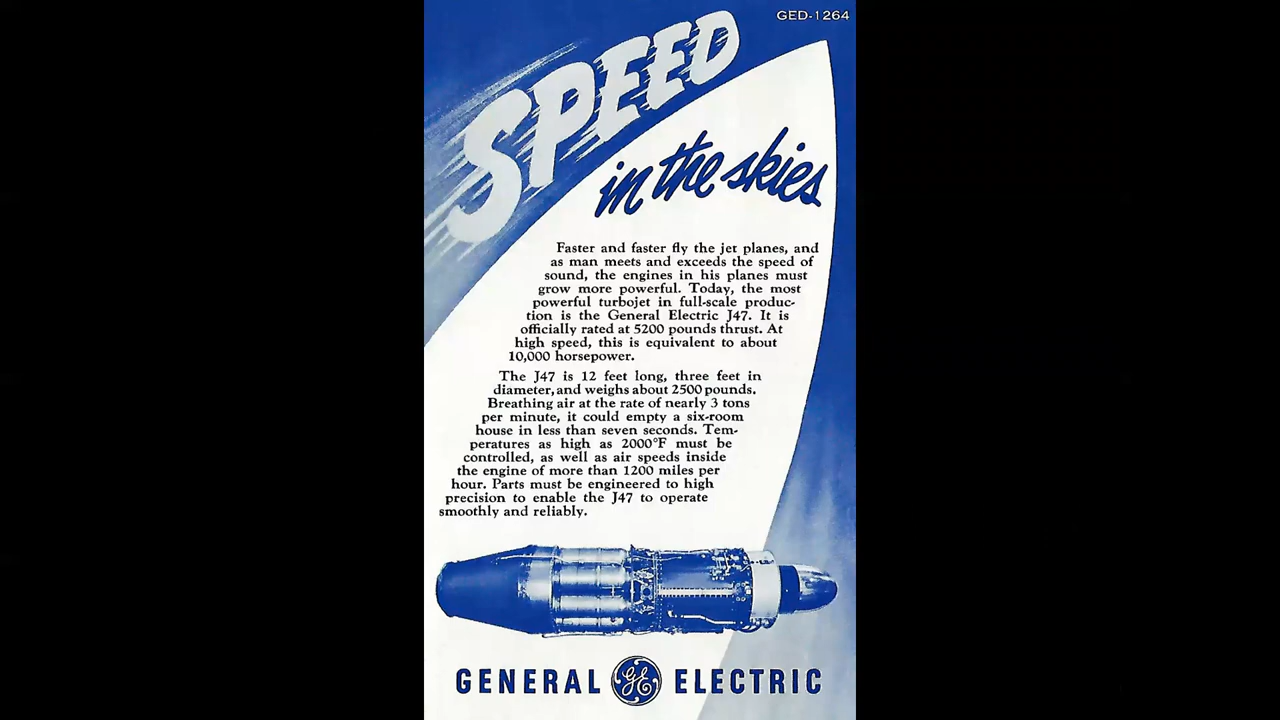 GED-1264
SPEED
in the skies
Faster and faster fly the jet planes, and
as man meets and exceeds the speed of
sound, the engines in his planes must
grow more powerful. Today, the most
powerful turbojet in full-scale produc-
tion is the General Electric J47. It is
officially rated at 5200 pounds thrust. At
high speed, this is equivalent to about
10,000 horsepower.
The J47 is 12 feet long, three feet in
diameter, and weighs about 2500 pounds.
Breathing air at the rate of nearly 3 tons
per minute, it could empty a six-room
house in less than seven seconds. Tem-
peratures as high as 2000°F must be
controlled, as well as air speeds inside
the engine of more than 1200 miles per
hour. Parts must be engineered to high
precision to enable the J47 to operate
smoothly and reliably.
GENERAL GE ELECTRIC